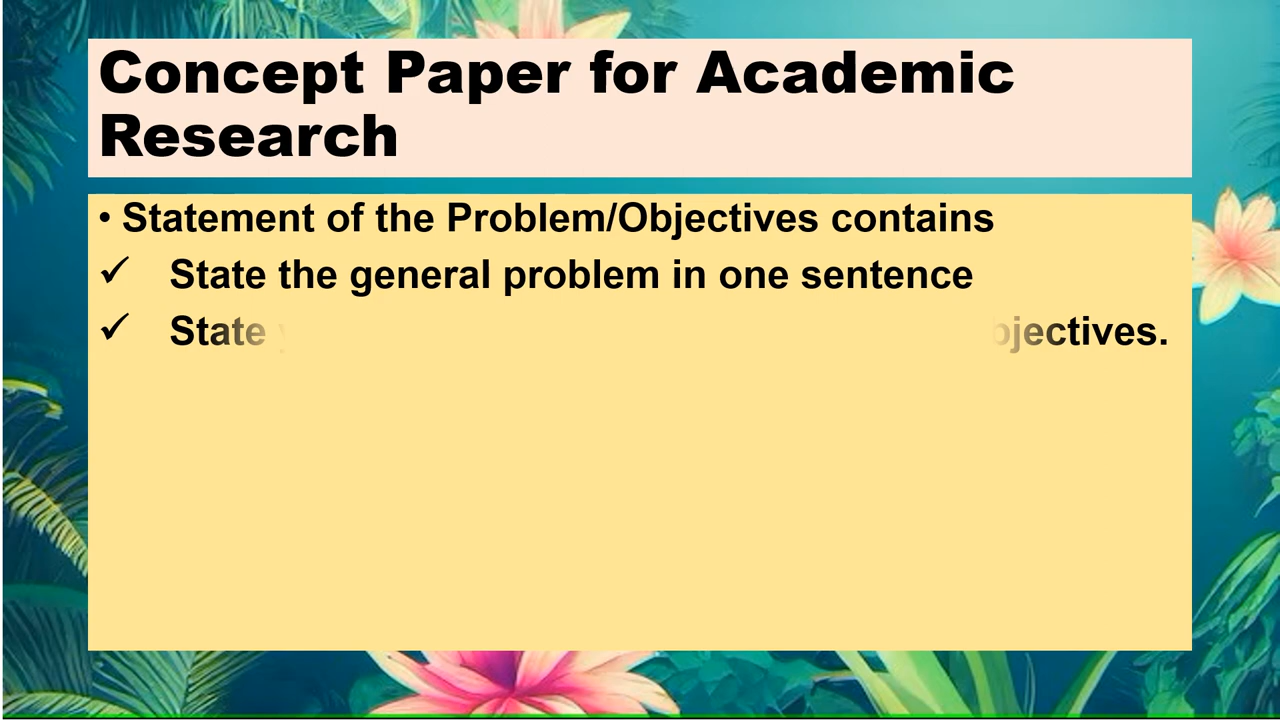 Concept Paper for Academic
Research
• Statement of the Problem/Objectives contains
✓ State the general problem in one sentence
✓ State